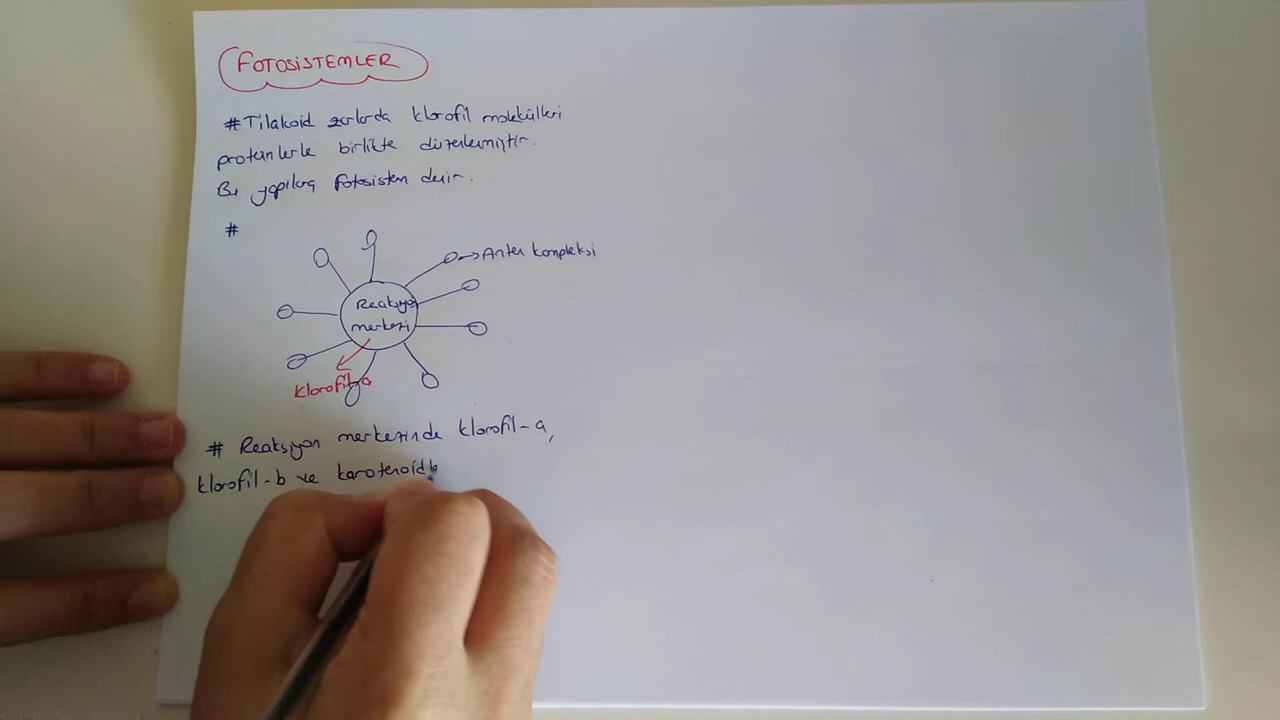 FOTOSİSTEMLER
# Tilakoid zarlarda klorofil molekülleri
proteinlerle birlikte düzenlenmiştir.
Bu yapılara fotosistem denir.
#
Anten kompleksi
Reaksiyon
merkezi
Klorofil-a
# Reaksiyon merkezinde klorofil-a,
klorofil-b ve karotenoid